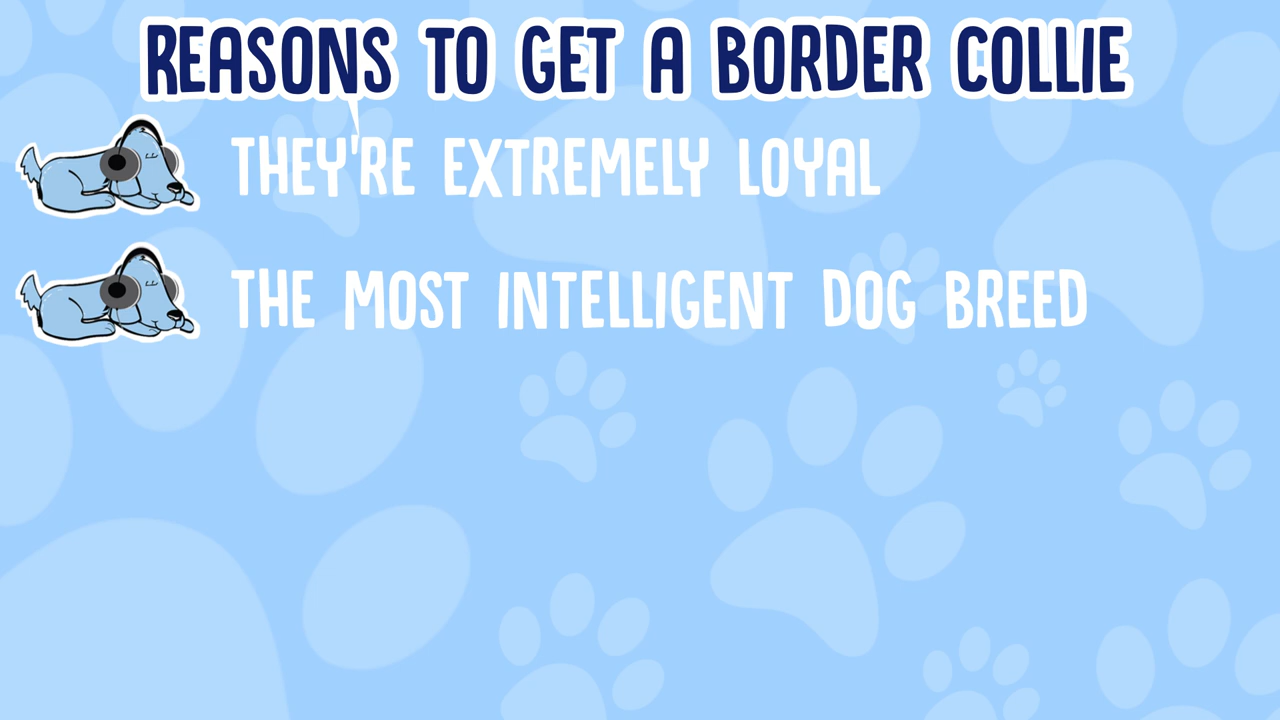 REASONS TO GET A BORDER COLLIE
THEY'RE EXTREMELY LOYAL
THE MOST INTELLIGENT DOG BREED